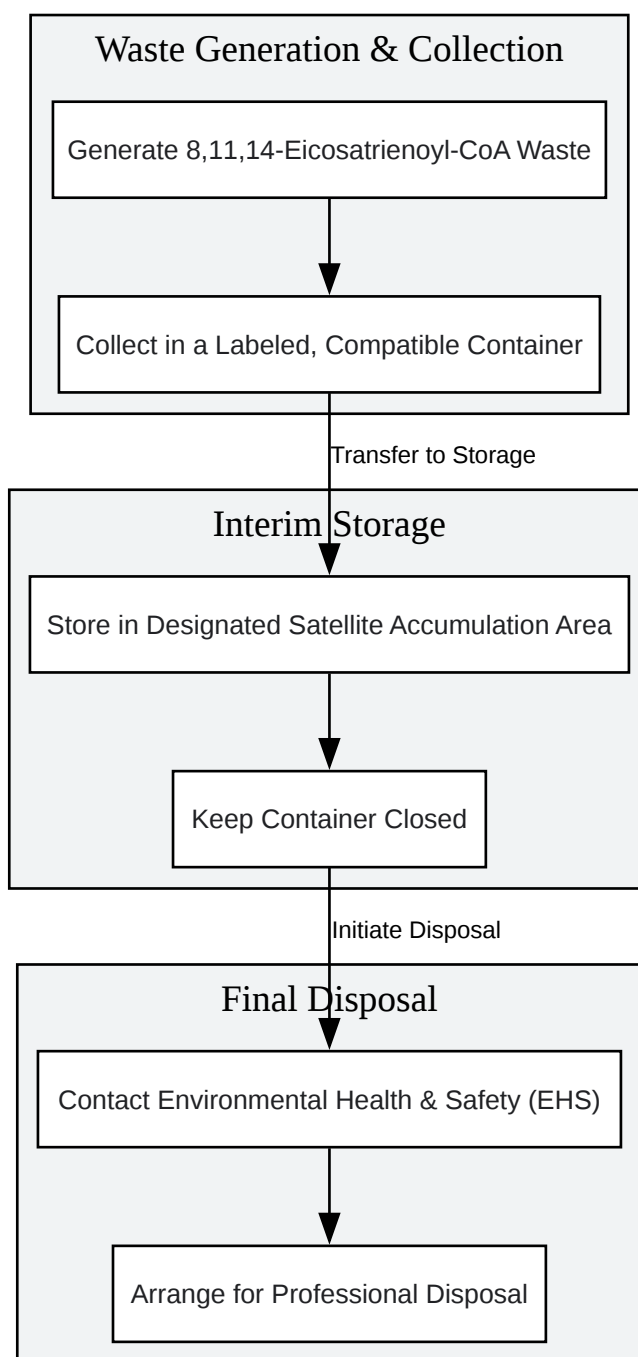 Waste Generation & Collection
Generate 8,11,14-Eicosatrienoyl-CoA Waste
Collect in a Labeled, Compatible Container
Transfer to Storage
Interim Storage
Store in Designated Satellite Accumulation Area
Keep Container Closed
Initiate Disposal
Final Disposal
Contact Environmental Health & Safety (EHS)
Arrange for Professional Disposal